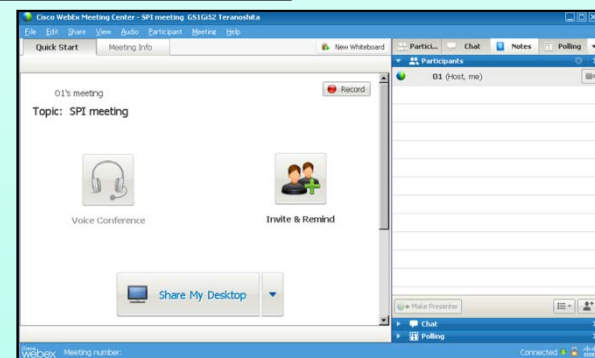 Cisco WebEx Meeting Center - SPI meeting GS1GiS2 Teranoshita
File Edit Share View Audio Participant Meeting Help
Quick Start Meeting Info New Whiteboard
Partici... Chat Notes Polling
Participants
01 (Host, me)
01's meeting
Record
Topic: SPI meeting
Voice Conference
Invite & Remind
Share My Desktop
Make Presenter
Chat
Polling
Cisco
webex Meeting number:
Connected